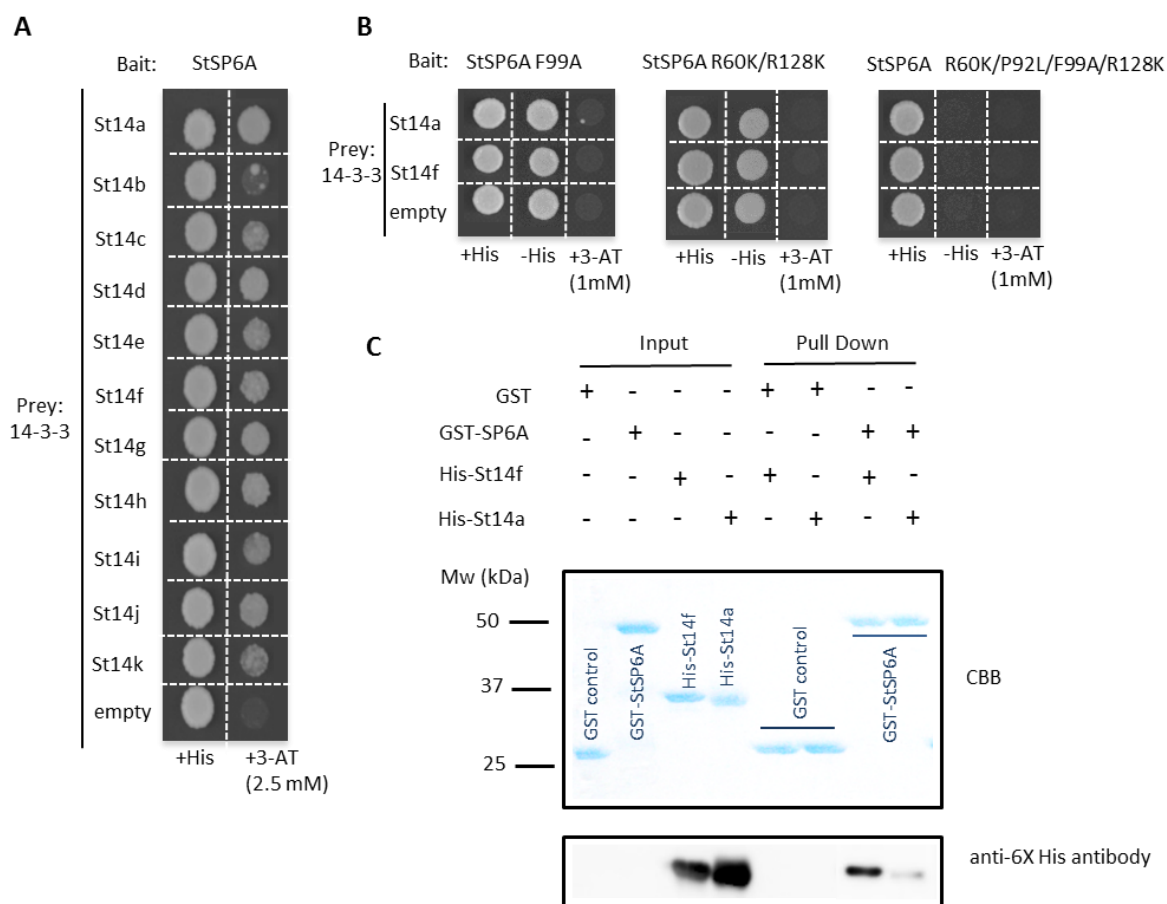 A
Bait: StSP6A
Prey:
14-3-3
St14a
St14b
St14c
St14d
St14e
St14f
St14g
St14h
St14i
St14j
St14k
empty
+His +3-AT
(2.5 mM)
B
Bait: StSP6A F99A StSP6A R60K/R128K StSP6A R60K/P92L/F99A/R128K
Prey:
14-3-3
St14a
St14f
empty
+His -His +3-AT
(1mM)
+His -His +3-AT
(1mM)
+His -His +3-AT
(1mM)
C
Input Pull Down
GST + - - - + + - -
GST-SP6A - + - - - - + +
His-St14f - - + - + - + -
His-St14a - - - + - + - +
Mw (kDa)
50
37
25
GST control
GST-StSP6A
His-St14f
His-St14a
GST control
GST-StSP6A
CBB
anti-6X His antibody